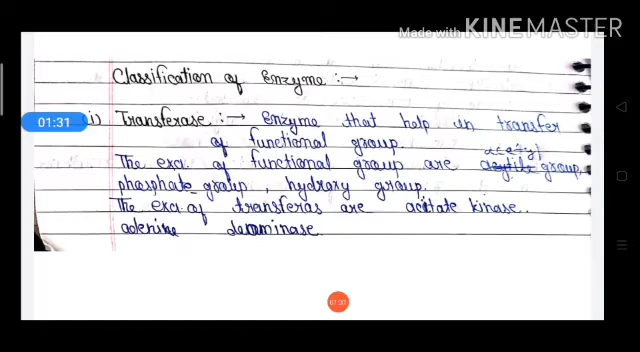 Made with KINEMASTER
Classification of Enzyme :→
01:31
i) Transferase :→ Enzyme that help in transfer
of functional group.
acetyl
The exa. of functional group are group,
phosphate group, hydroxy group.
The exa. of transferas are acitate kinase.
adenine deaminase
01:31